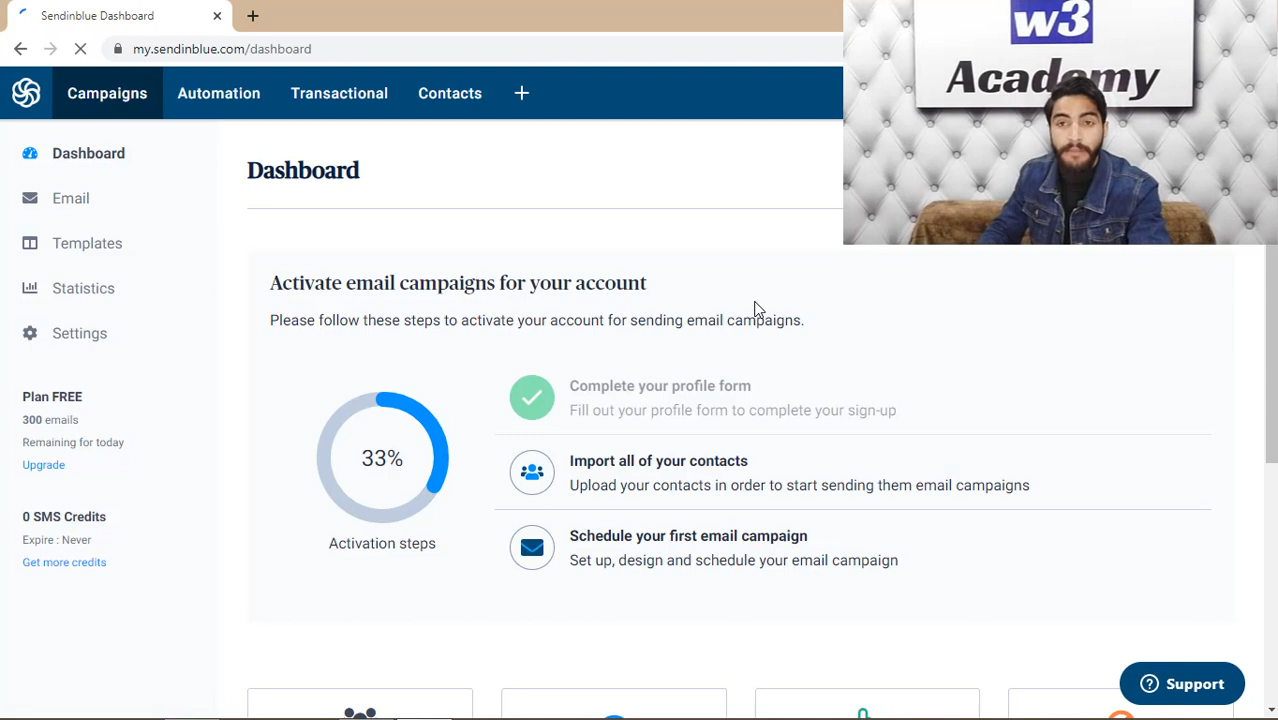 Sendinblue Dashboard
my.sendinblue.com/dashboard
Campaigns Automation Transactional Contacts
w3
Academy
Dashboard
Email
Templates
Statistics
Settings
Plan FREE
300 emails
Remaining for today
Upgrade
0 SMS Credits
Expire : Never
Get more credits
Dashboard
Activate email campaigns for your account
Please follow these steps to activate your account for sending email campaigns.
33%
Activation steps
Complete your profile form
Fill out your profile form to complete your sign-up
Import all of your contacts
Upload your contacts in order to start sending them email campaigns
Schedule your first email campaign
Set up, design and schedule your email campaign
Support